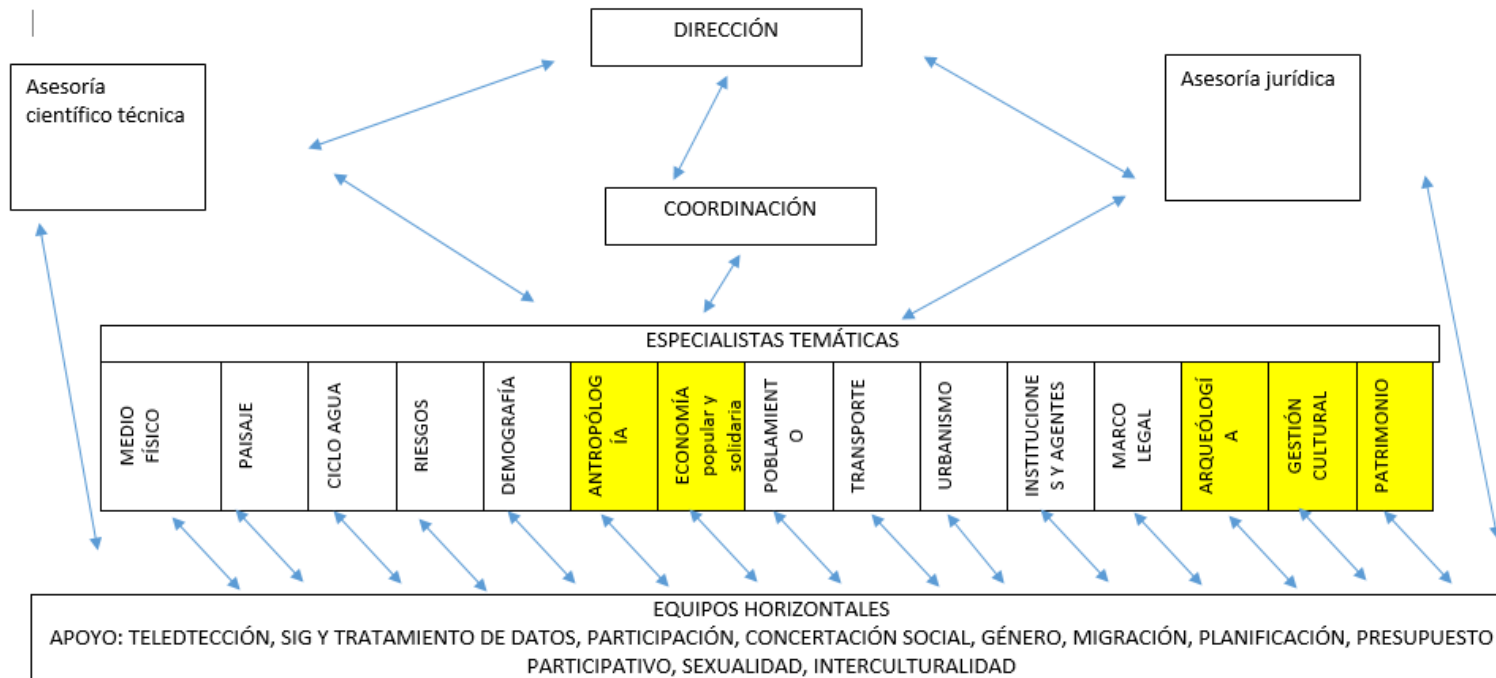 DIRECCIÓN
Asesoría
científico técnica
Asesoría jurídica
COORDINACIÓN
ESPECIALISTAS TEMÁTICAS
MEDIO
FÍSICO
PAISAJE
CICLO AGUA
RIESGOS
DEMOGRAFÍA
ANTROPÓLOG
ÍA
ECONOMÍA
popular y
solidaria
POBLAMIENT
O
TRANSPORTE
URBANISMO
INSTITUCIONE
S Y AGENTES
MARCO
LEGAL
ARQUEÓLOGÍ
A
GESTIÓN
CULTURAL
PATRIMONIO
EQUIPOS HORIZONTALES
APOYO: TELEDTECCIÓN, SIG Y TRATAMIENTO DE DATOS, PARTICIPACIÓN, CONCERTACIÓN SOCIAL, GÉNERO, MIGRACIÓN, PLANIFICACIÓN, PRESUPUESTO
PARTICIPATIVO, SEXUALIDAD, INTERCULTURALIDAD